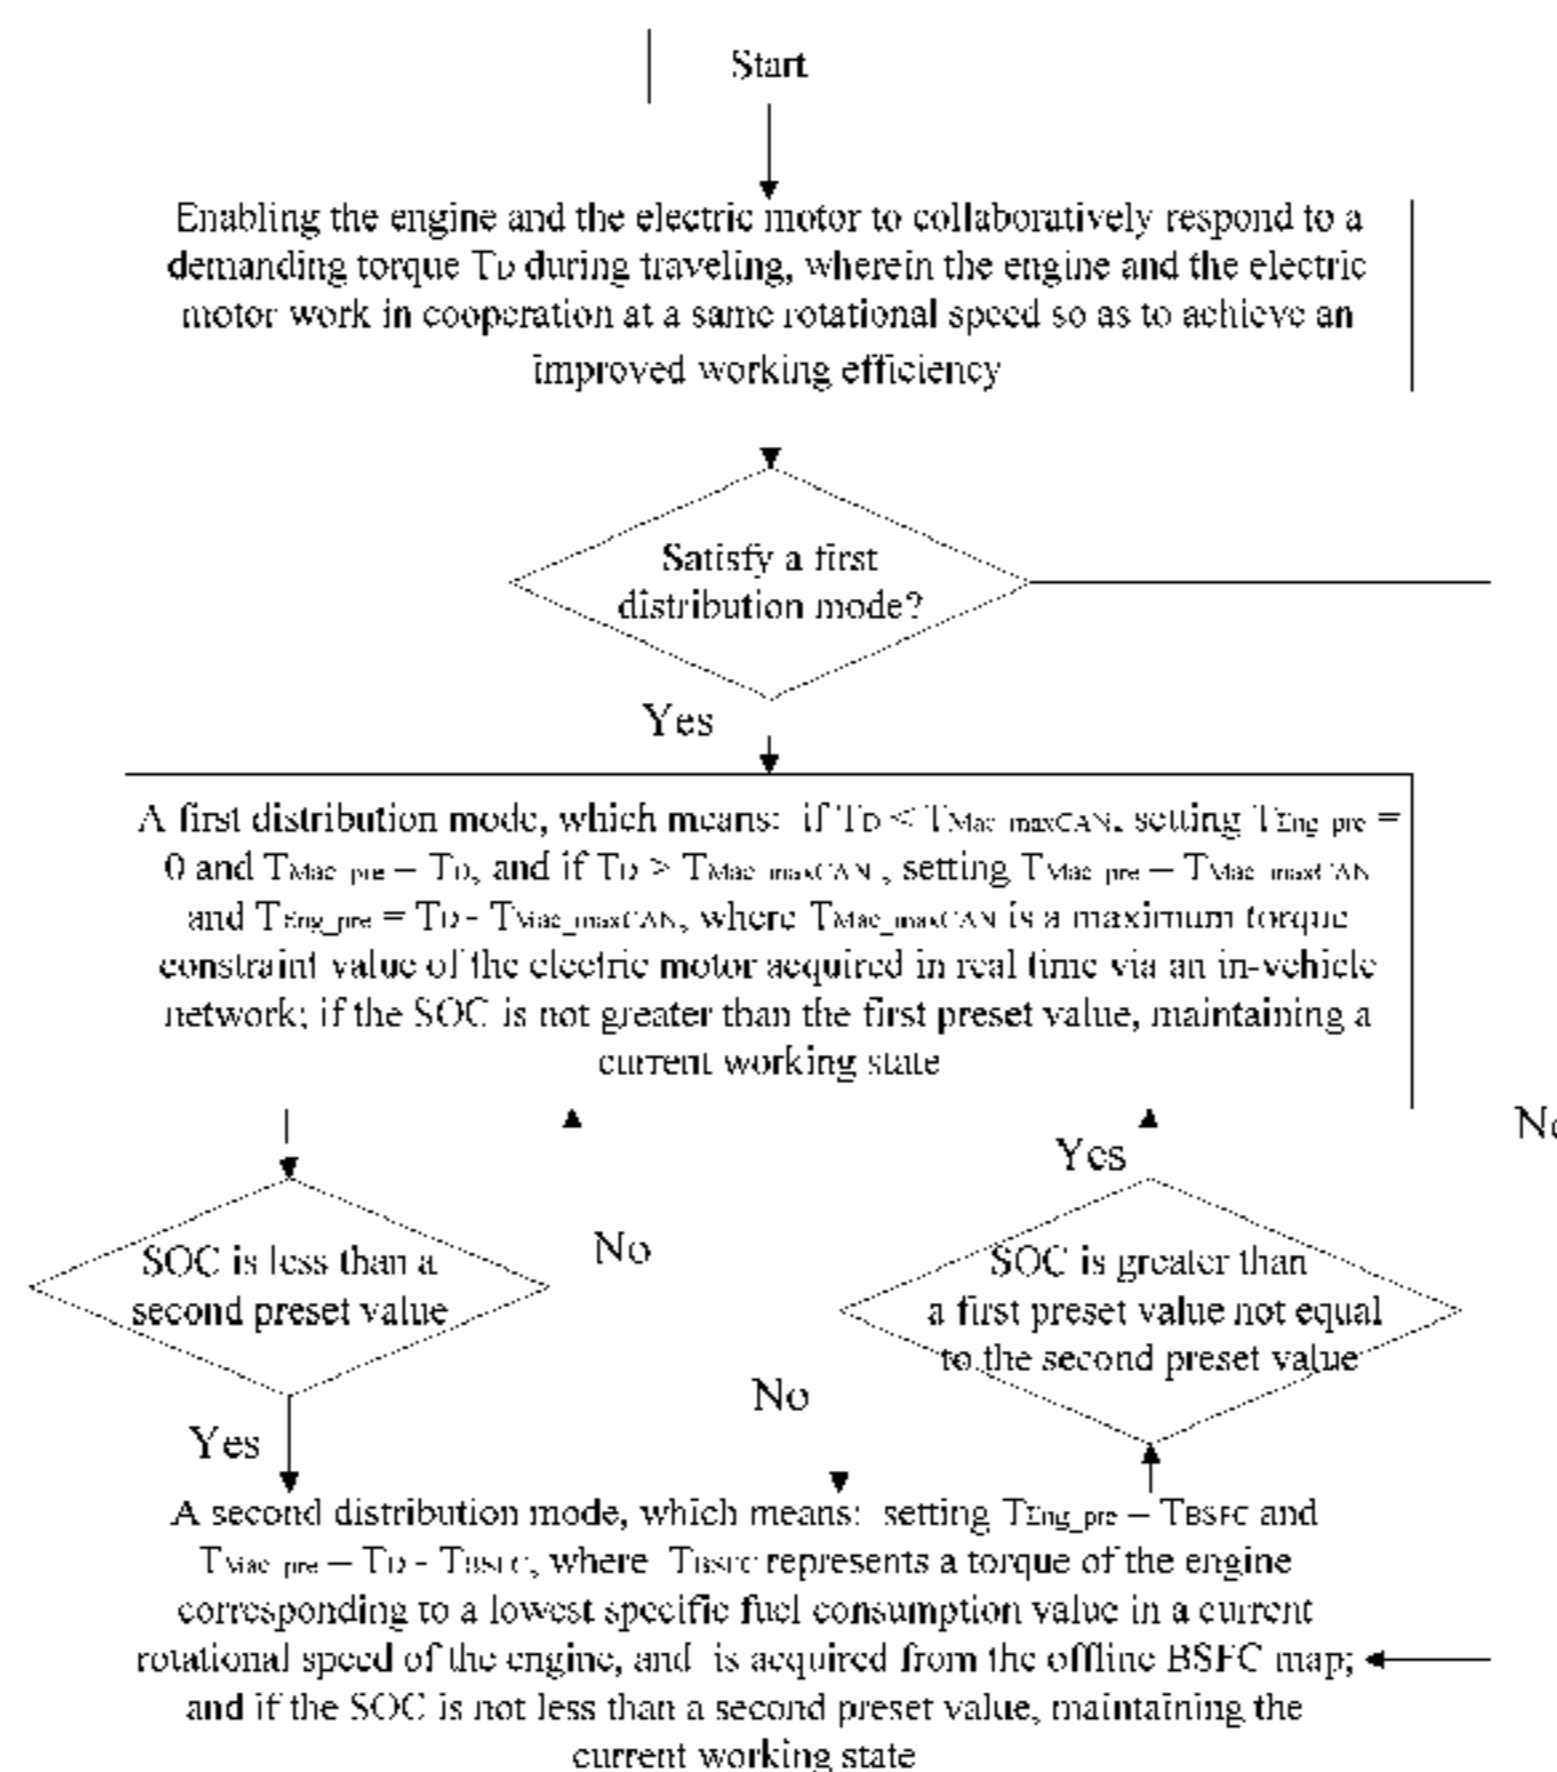 Start
Enabling the engine and the electric motor to collaboratively respond to a
demanding torque TD during traveling, wherein the engine and the electric
motor work in cooperation at a same rotational speed so as to achieve an
improved working efficiency
Satisfy a first
distribution mode?
Yes
A first distribution mode, which means: if TD < TMac_maxCAN, setting TEng_pre =
0 and TMac_pre = TD, and if TD > TMac_maxCAN , setting TMac_pre = TMac_maxCAN
and TEng_pre = TD - TMac_maxCAN, where TMac_maxCAN is a maximum torque
constraint value of the electric motor acquired in real time via an in-vehicle
network; if the SOC is not greater than the first preset value, maintaining a
current working state
No
Yes
SOC is less than a
second preset value
No
SOC is greater than
a first preset value not equal
to the second preset value
No
Yes
A second distribution mode, which means: setting TEng_pre = TBSFC and
TMac_pre = TD - TBSFC, where TBSFC represents a torque of the engine
corresponding to a lowest specific fuel consumption value in a current
rotational speed of the engine, and is acquired from the offline BSFC map;
and if the SOC is not less than a second preset value, maintaining the
current working state